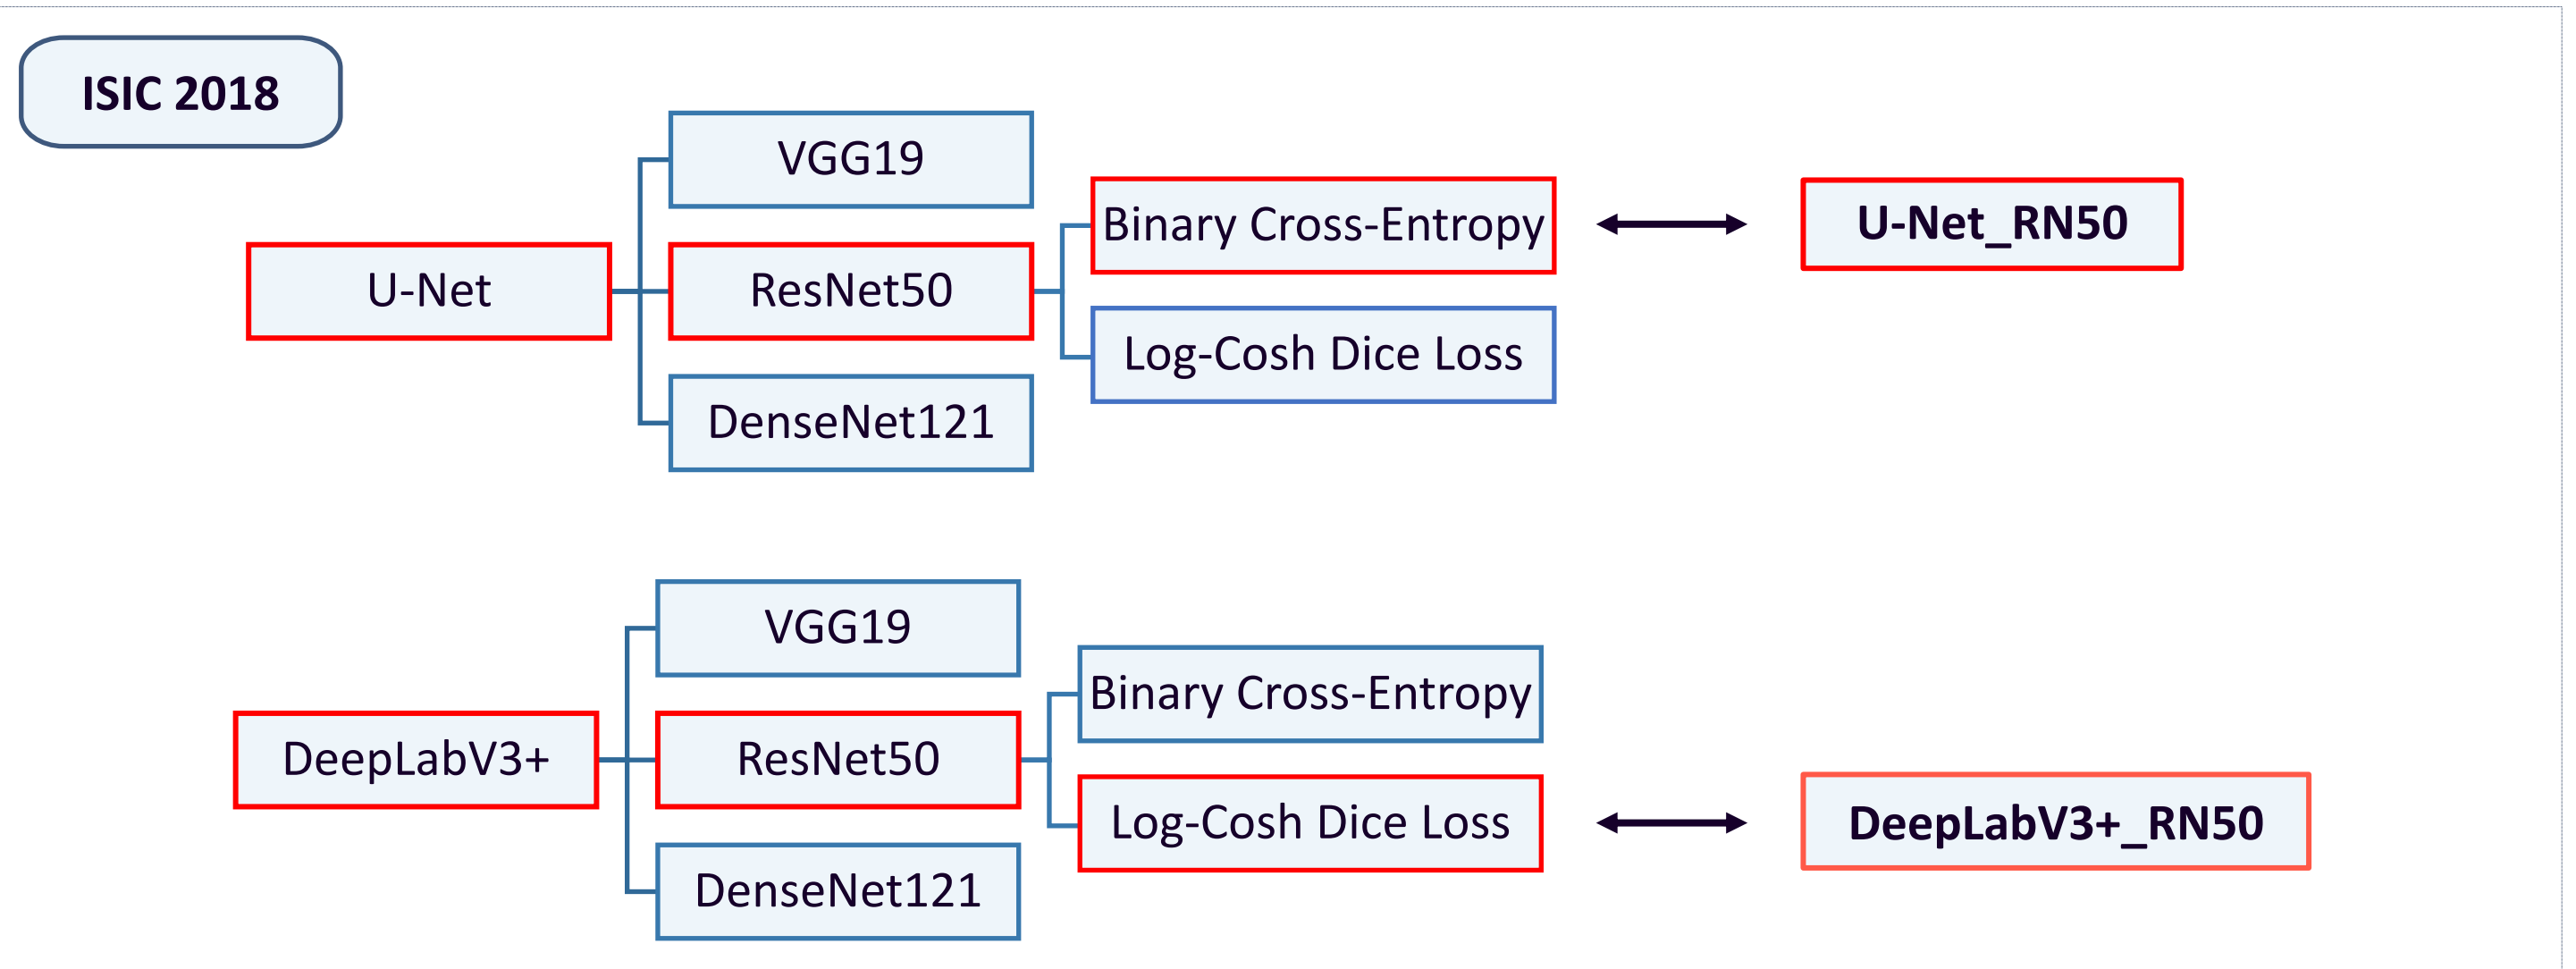 ISIC 2018
VGG19
U-Net
ResNet50
DenseNet121
Binary Cross-Entropy
Log-Cosh Dice Loss
U-Net_RN50
VGG19
DeepLabV3+
ResNet50
DenseNet121
Binary Cross-Entropy
Log-Cosh Dice Loss
DeepLabV3+_RN50